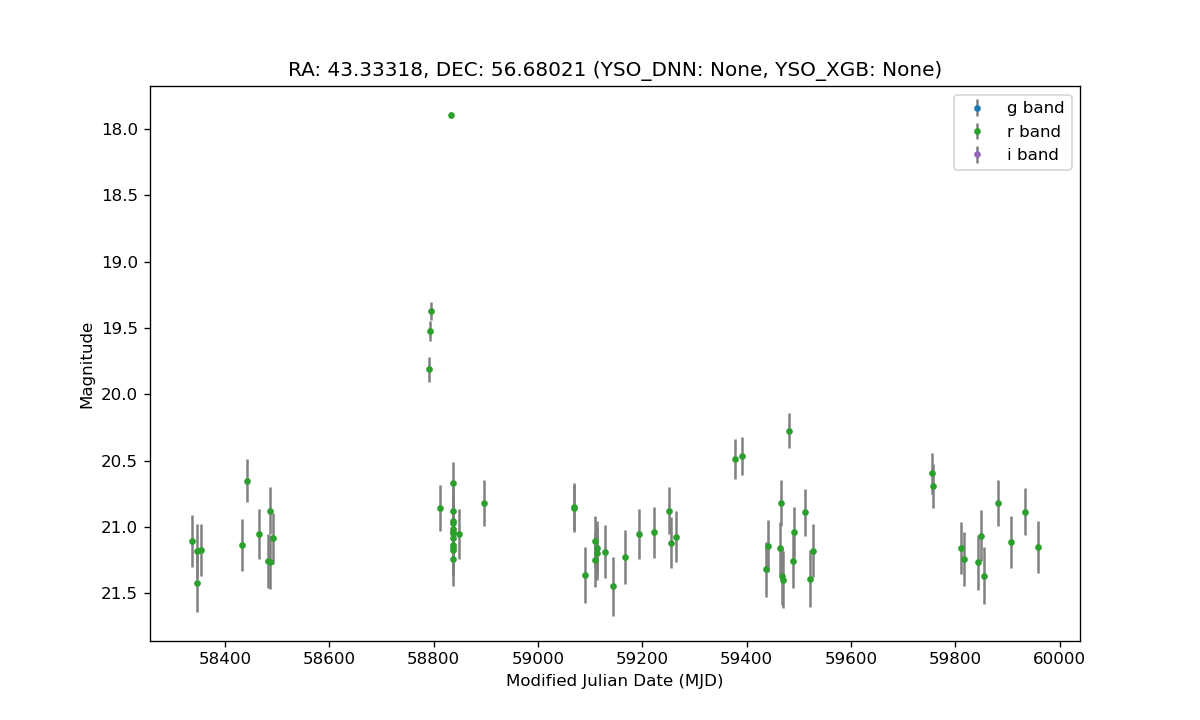 RA: 43.33318, DEC: 56.68021 (YSO_DNN: None, YSO_XGB: None)
g band
r band
i band
18.0
18.5
19.0
19.5
20.0
20.5
21.0
21.5
Magnitude
58400 58600 58800 59000 59200 59400 59600 59800 60000
Modified Julian Date (MJD)